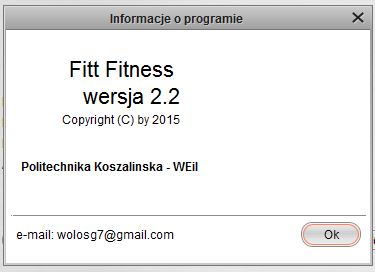 Informacje o programie
Fitt Fitness
wersja 2.2
Copyright (C) by 2015
Politechnika Koszalinska - WEiI
e-mail: wolosg7@gmail.com
Ok